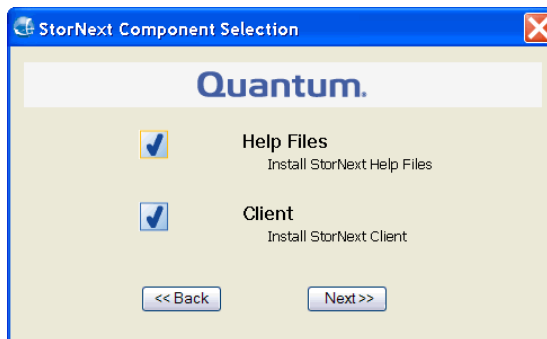 StorNext Component Selection
Quantum.
Help Files
Install StorNext Help Files
Client
Install StorNext Client
<< Back
Next >>